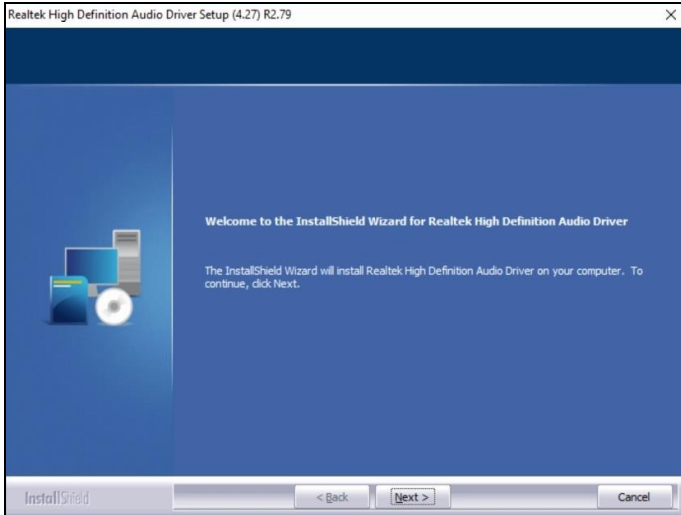 Realtek High Definition Audio Driver Setup (4.27) R2.79
Welcome to the InstallShield Wizard for Realtek High Definition Audio Driver
The InstallShield Wizard will install Realtek High Definition Audio Driver on your computer. To
continue, click Next.
InstallShield
< Back
Next >
Cancel